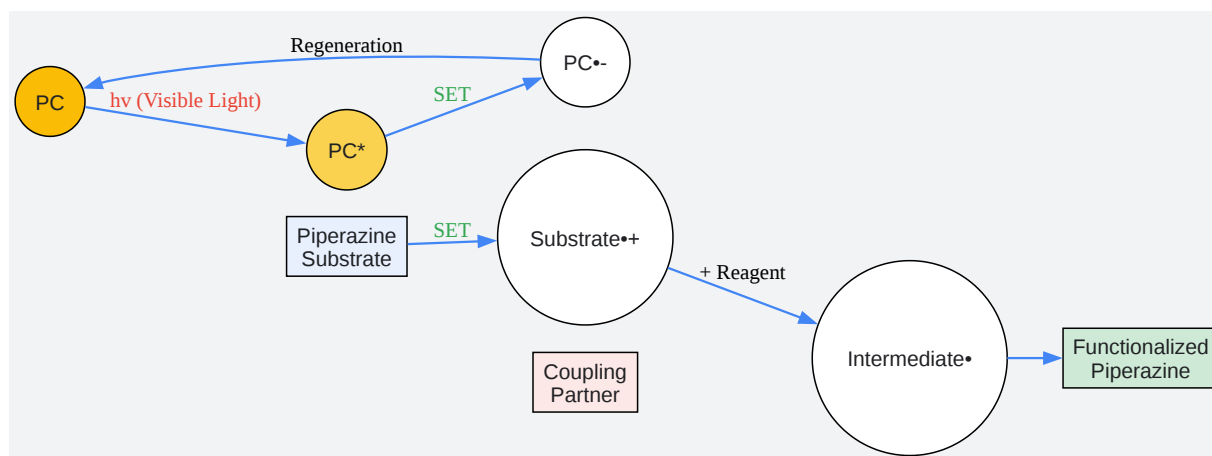 Regeneration
PC•-
PC
hν (Visible Light)
SET
PC*
Piperazine
Substrate
SET
Substrate•+
+ Reagent
Coupling
Partner
Intermediate•
Functionalized
Piperazine